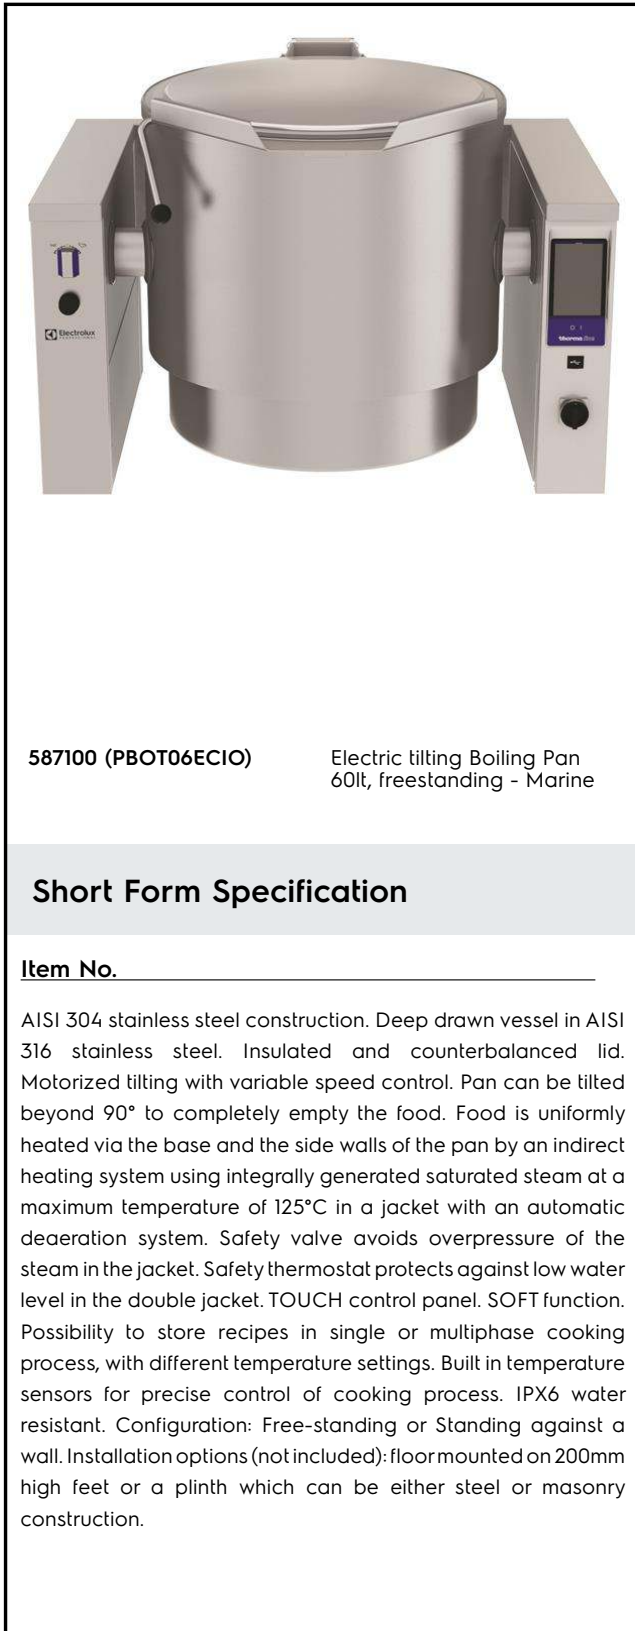 Electrolux
PROFESSIONAL
thermaline
587100 (PBOT06ECIO)
Electric tilting Boiling Pan
60lt, freestanding - Marine
Short Form Specification
Item No.
AISI 304 stainless steel construction. Deep drawn vessel in AISI
316 stainless steel. Insulated and counterbalanced lid.
Motorized tilting with variable speed control. Pan can be tilted
beyond 90° to completely empty the food. Food is uniformly
heated via the base and the side walls of the pan by an indirect
heating system using integrally generated saturated steam at a
maximum temperature of 125°C in a jacket with an automatic
deaeration system. Safety valve avoids overpressure of the
steam in the jacket. Safety thermostat protects against low water
level in the double jacket. TOUCH control panel. SOFT function.
Possibility to store recipes in single or multiphase cooking
process, with different temperature settings. Built in temperature
sensors for precise control of cooking process. IPX6 water
resistant. Configuration: Free-standing or Standing against a
wall. Installation options (not included): floor mounted on 200mm
high feet or a plinth which can be either steel or masonry
construction.